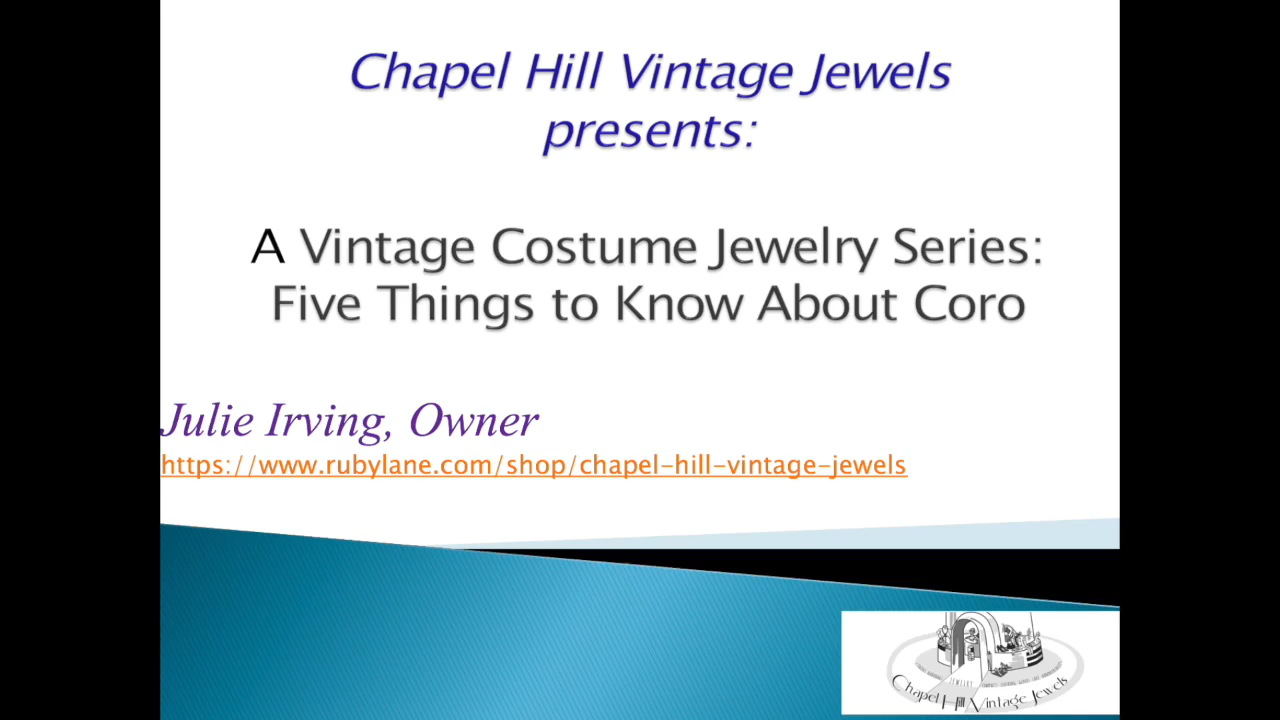 Chapel Hill Vintage Jewels
presents:
A Vintage Costume Jewelry Series:
Five Things to Know About Coro
Julie Irving, Owner
https://www.rubylane.com/shop/chapel-hill-vintage-jewels
JEWELRY
Chapel Hill Vintage Jewels